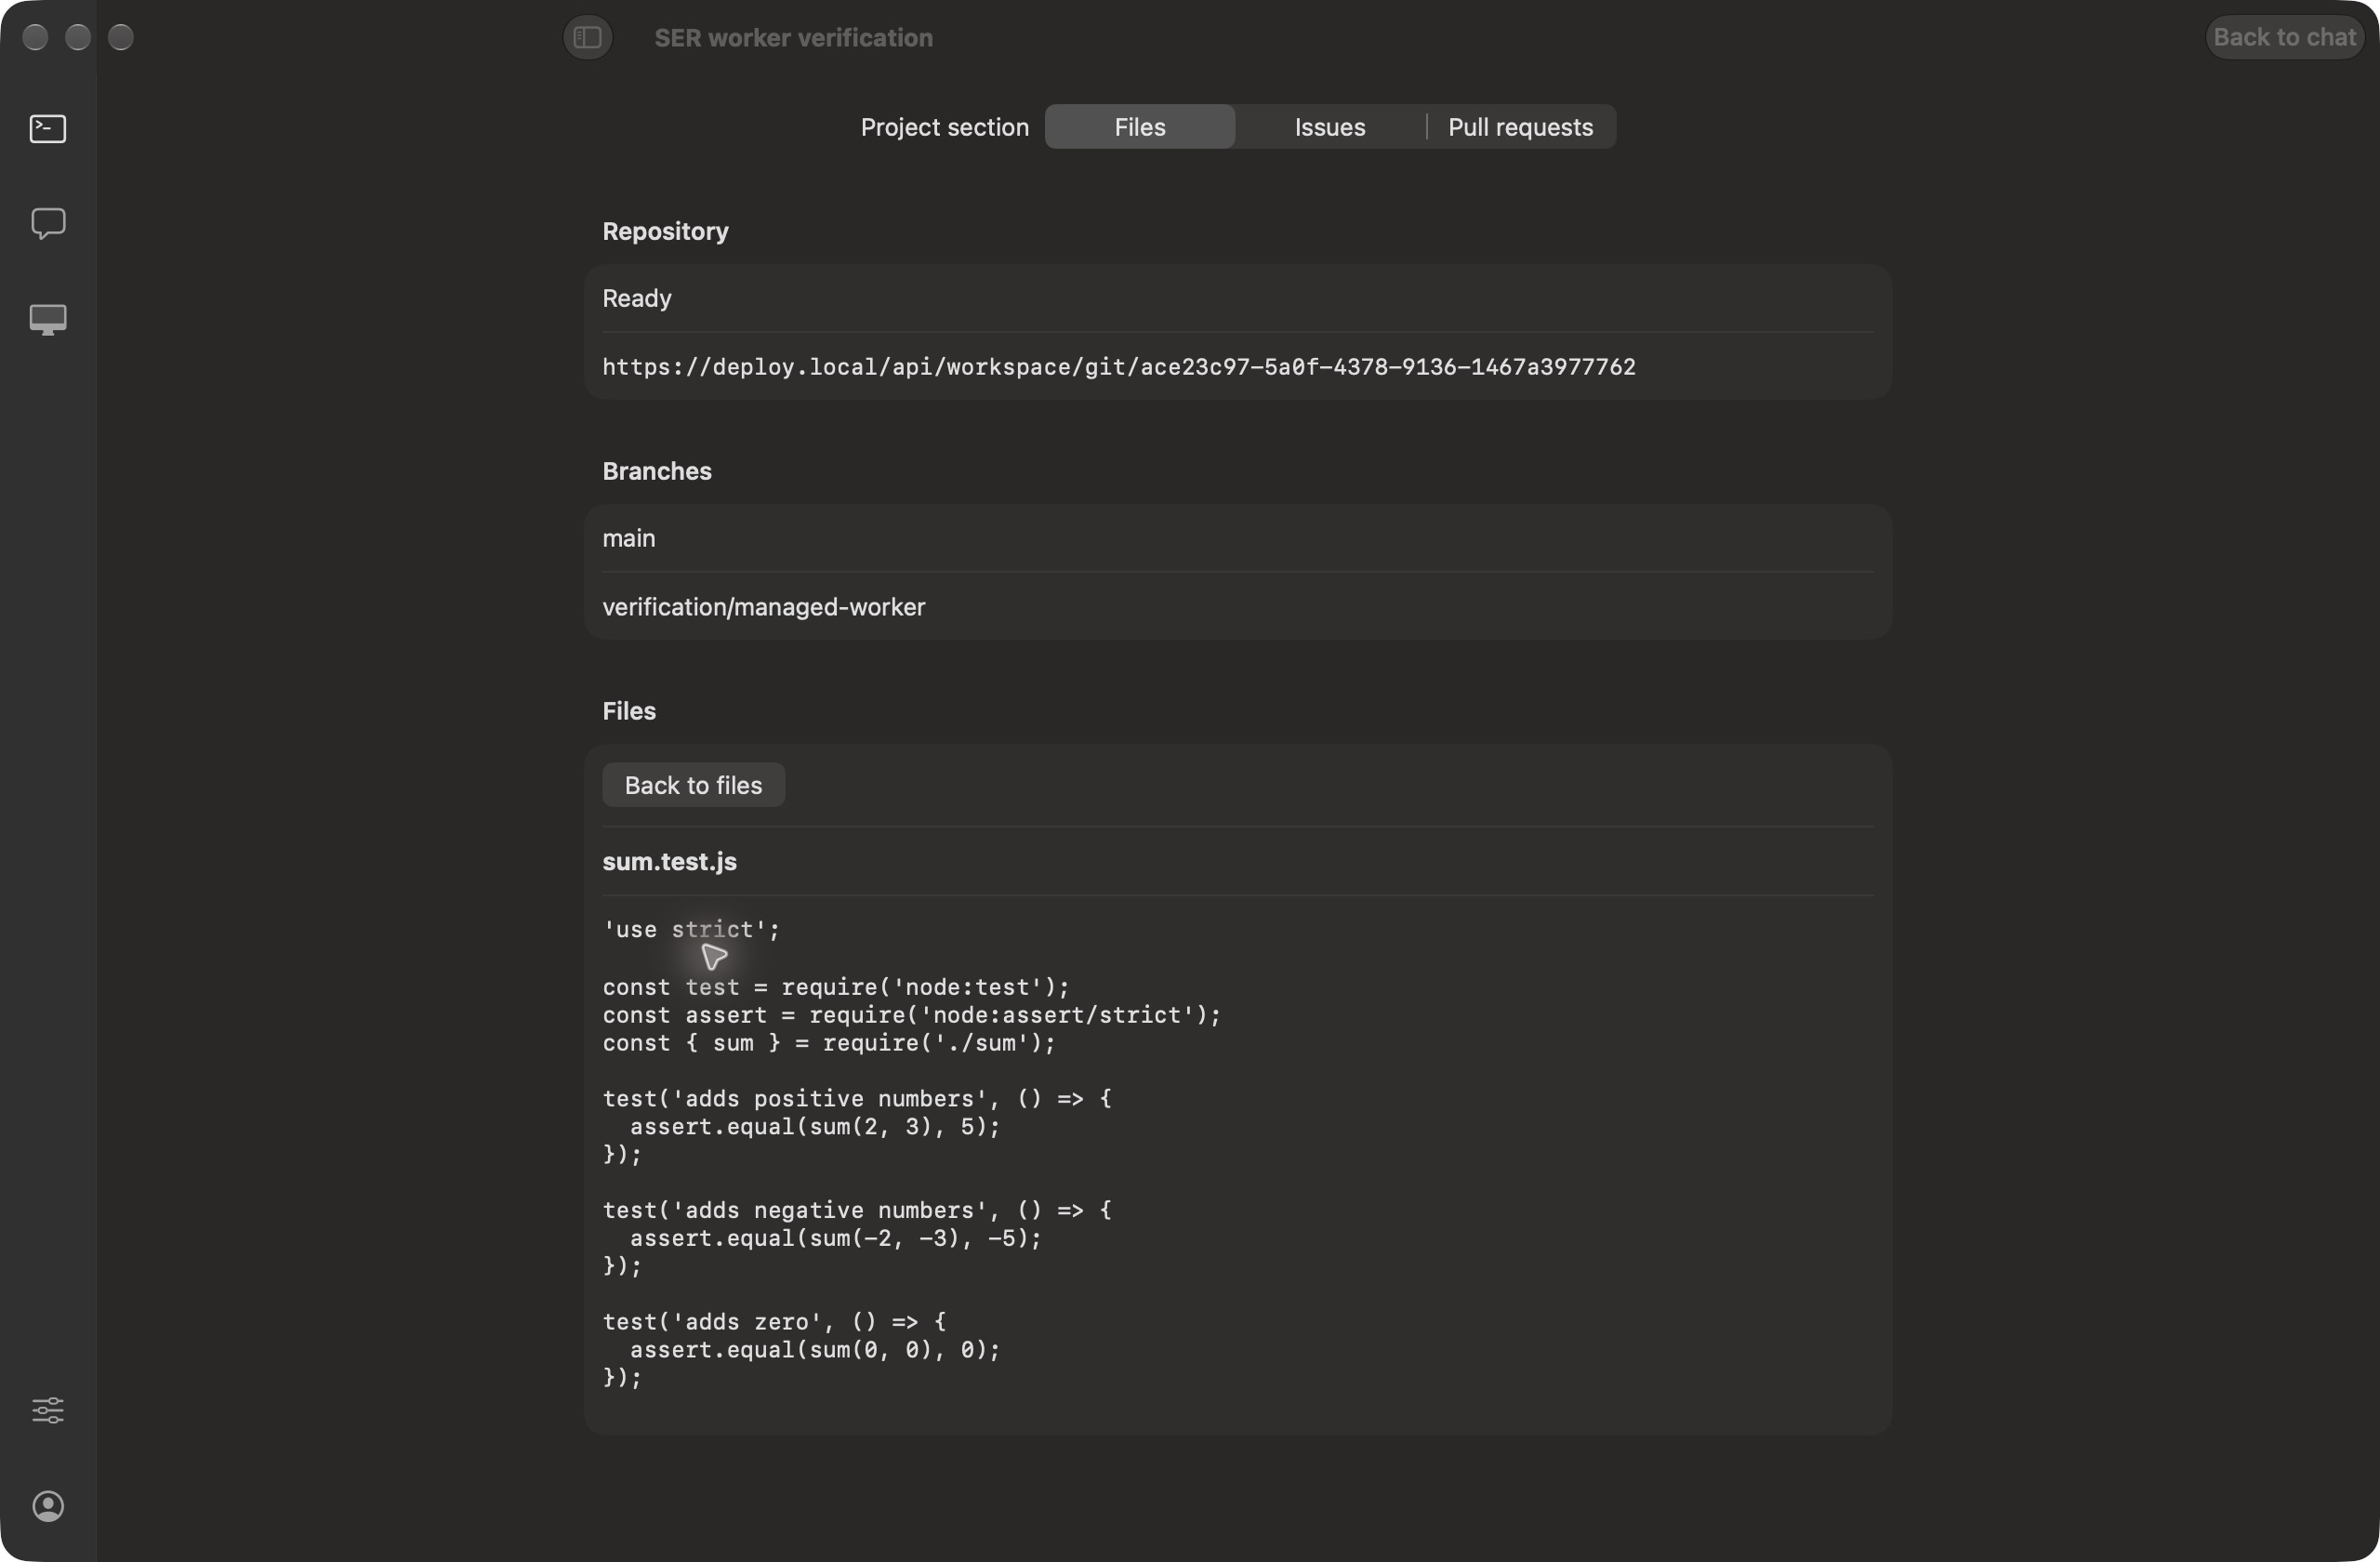 SER worker verification
Back to chat
Project section
Files
Issues
Pull requests
Repository
Ready
https://deploy.local/api/workspace/git/ace23c97-5a0f-4378-9136-1467a3977762
Branches
main
verification/managed-worker
Files
Back to files
sum.test.js
'use strict';
const test = require('node:test');
const assert = require('node:assert/strict');
const { sum } = require('./sum');
test('adds positive numbers', () => {
  assert.equal(sum(2, 3), 5);
});
test('adds negative numbers', () => {
  assert.equal(sum(-2, -3), -5);
});
test('adds zero', () => {
  assert.equal(sum(0, 0), 0);
});